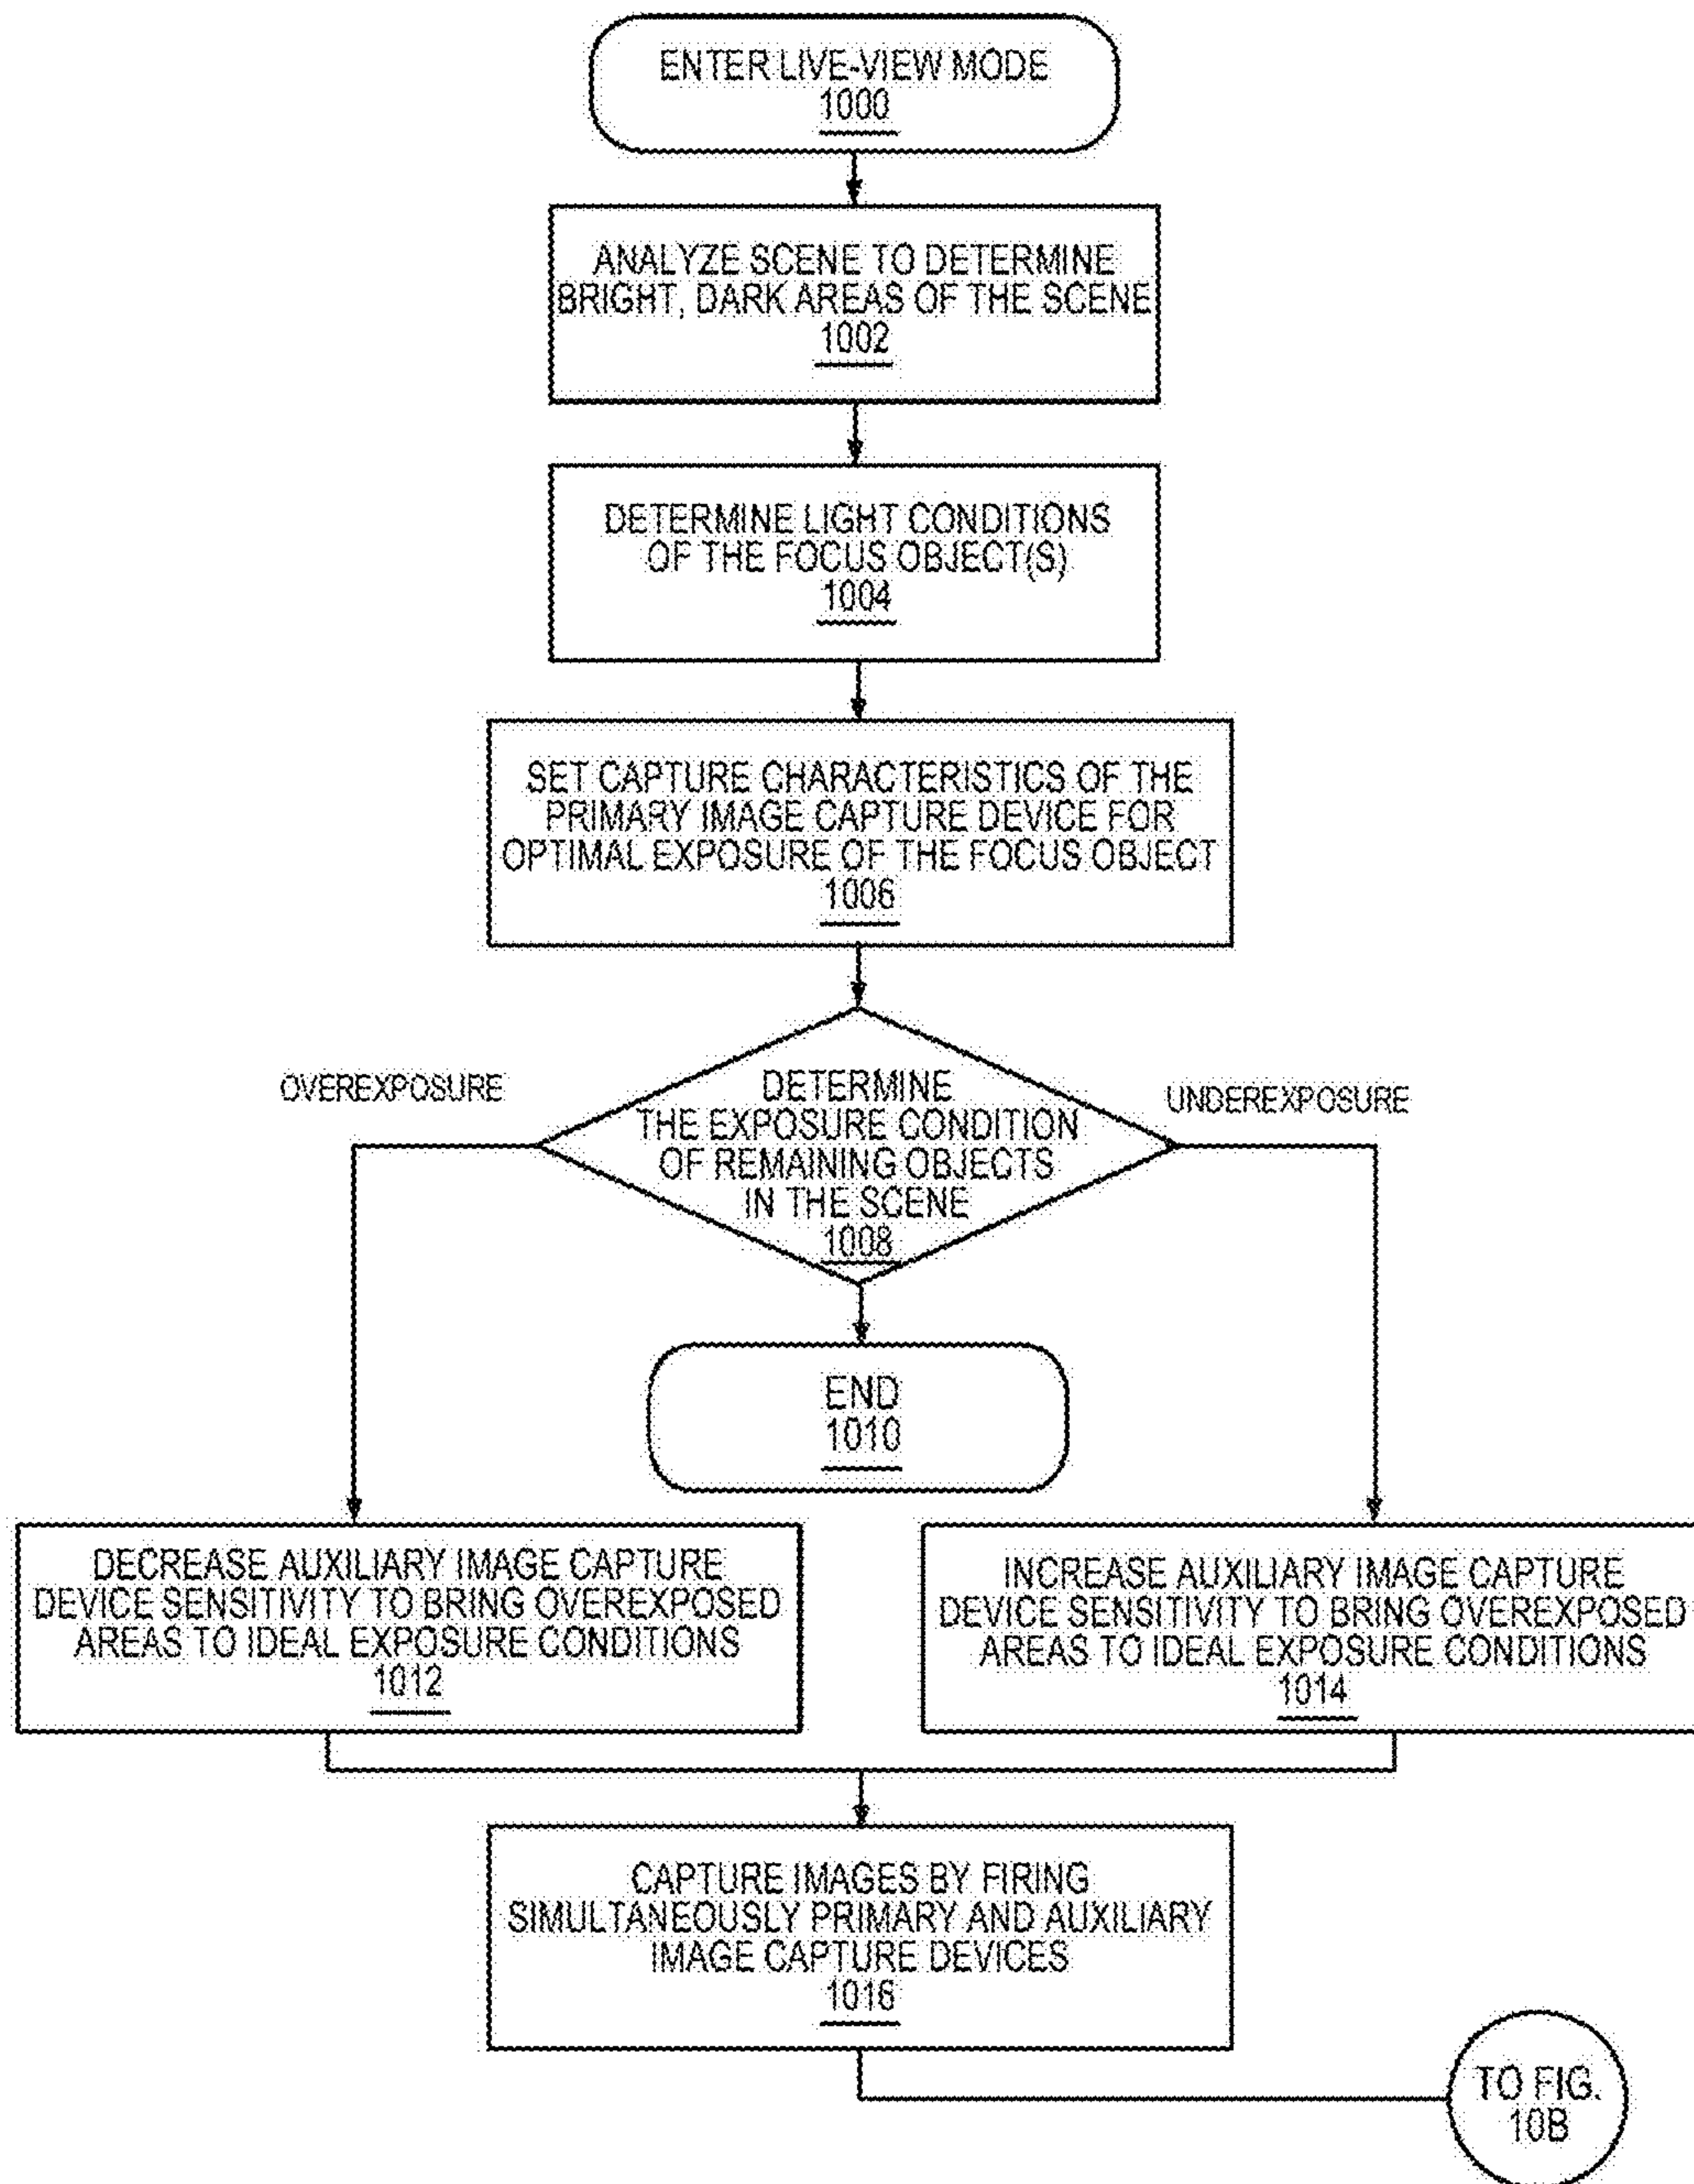 ENTER LIVE-VIEW MODE
1000
ANALYZE SCENE TO DETERMINE
BRIGHT, DARK AREAS OF THE SCENE
1002
DETERMINE LIGHT CONDITIONS
OF THE FOCUS OBJECT(S)
1004
SET CAPTURE CHARACTERISTICS OF THE
PRIMARY IMAGE CAPTURE DEVICE FOR
OPTIMAL EXPOSURE OF THE FOCUS OBJECT
1006
OVEREXPOSURE
DETERMINE
THE EXPOSURE CONDITION
OF REMAINING OBJECTS
IN THE SCENE
1008
UNDEREXPOSURE
END
1010
DECREASE AUXILIARY IMAGE CAPTURE
DEVICE SENSITIVITY TO BRING OVEREXPOSED
AREAS TO IDEAL EXPOSURE CONDITIONS
1012
INCREASE AUXILIARY IMAGE CAPTURE
DEVICE SENSITIVITY TO BRING OVEREXPOSED
AREAS TO IDEAL EXPOSURE CONDITIONS
1014
CAPTURE IMAGES BY FIRING
SIMULTANEOUSLY PRIMARY AND AUXILIARY
IMAGE CAPTURE DEVICES
1016
TO FIG.
10B